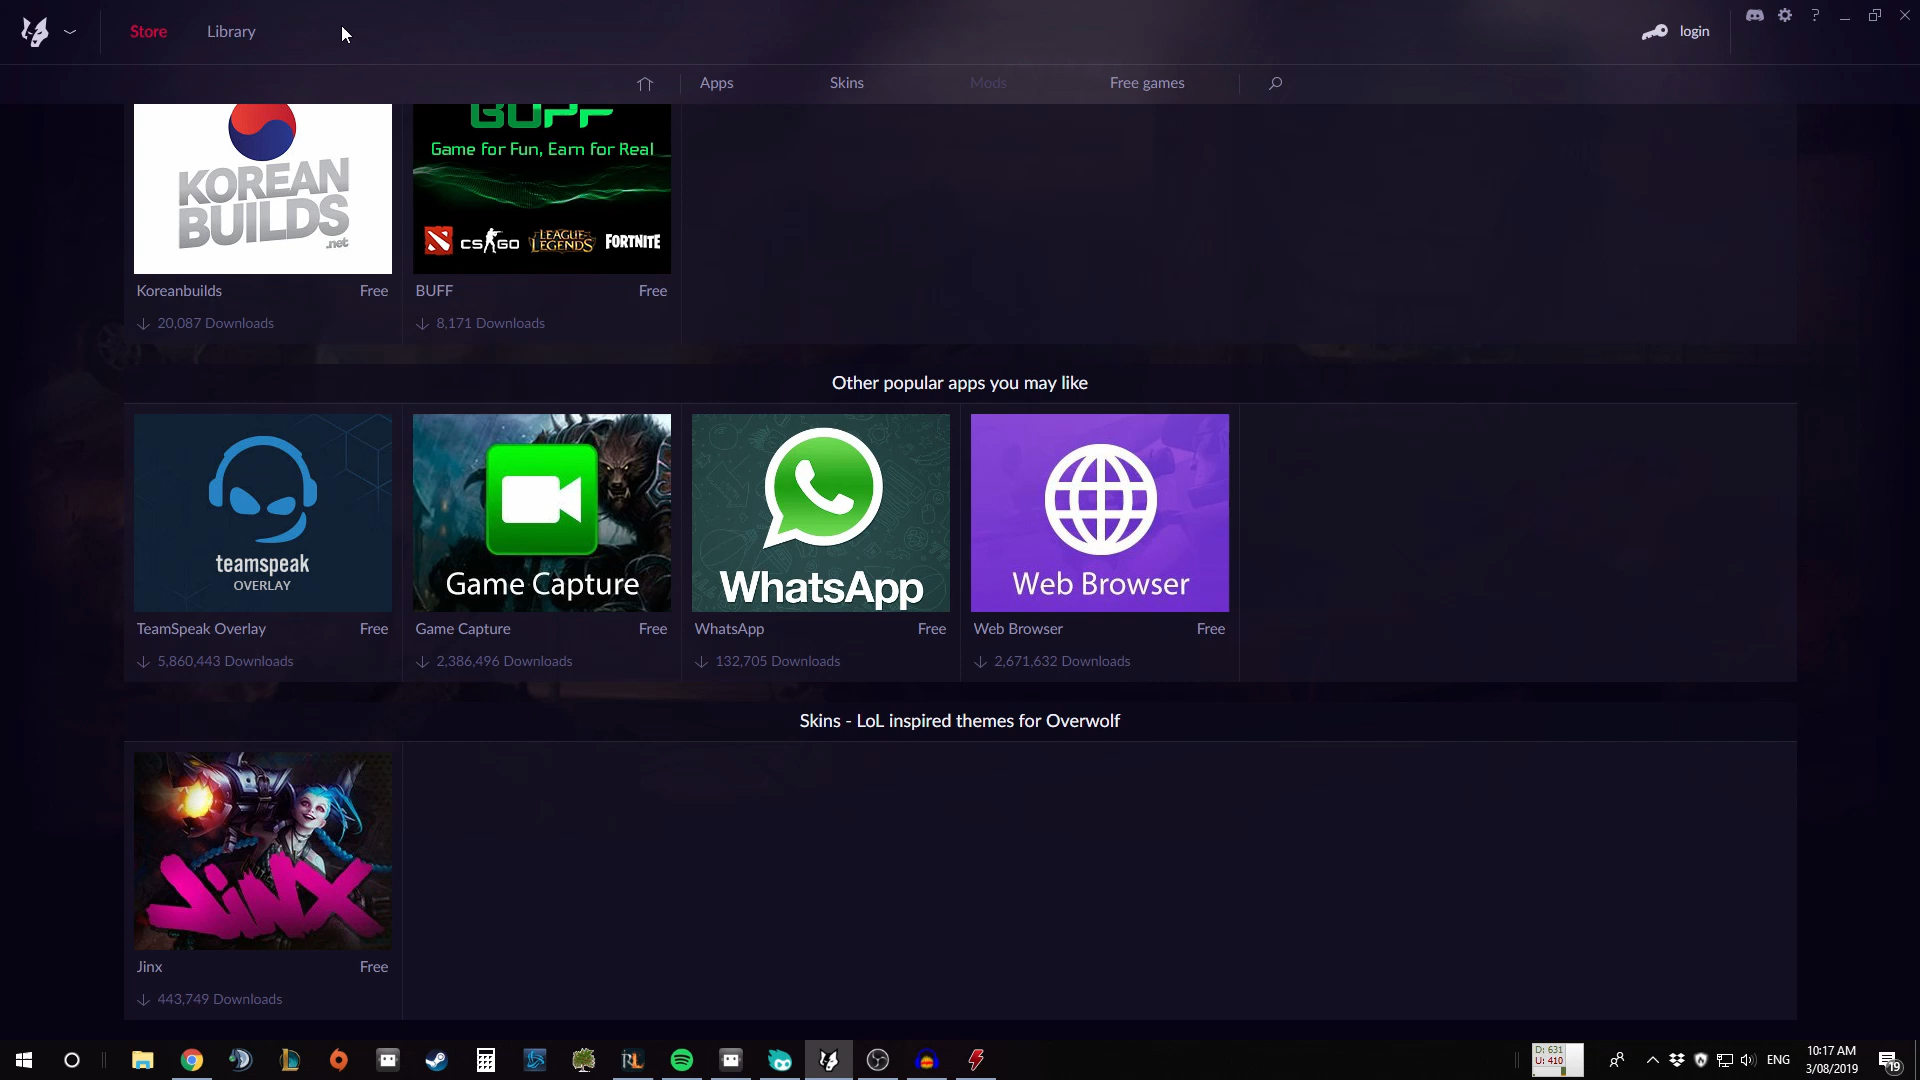 Store
Library
login
Apps
Skins
Mods
Free games
KOREAN
BUILDS
.net
BUFF
Game for Fun, Earn for Real
CS GO
LEAGUE
LEGENDS
FORTNITE
Koreanbuilds Free
20,087 Downloads
BUFF Free
8,171 Downloads
Other popular apps you may like
teamspeak
OVERLAY
Game Capture
WhatsApp
Web Browser
TeamSpeak Overlay Free
5,860,443 Downloads
Game Capture Free
2,386,496 Downloads
WhatsApp Free
132,705 Downloads
Web Browser Free
2,671,632 Downloads
Skins - LoL inspired themes for Overwolf
JINX
Jinx Free
443,749 Downloads
RL
D: 631
U: 410
ENG
10:17 AM
3/08/2019
19